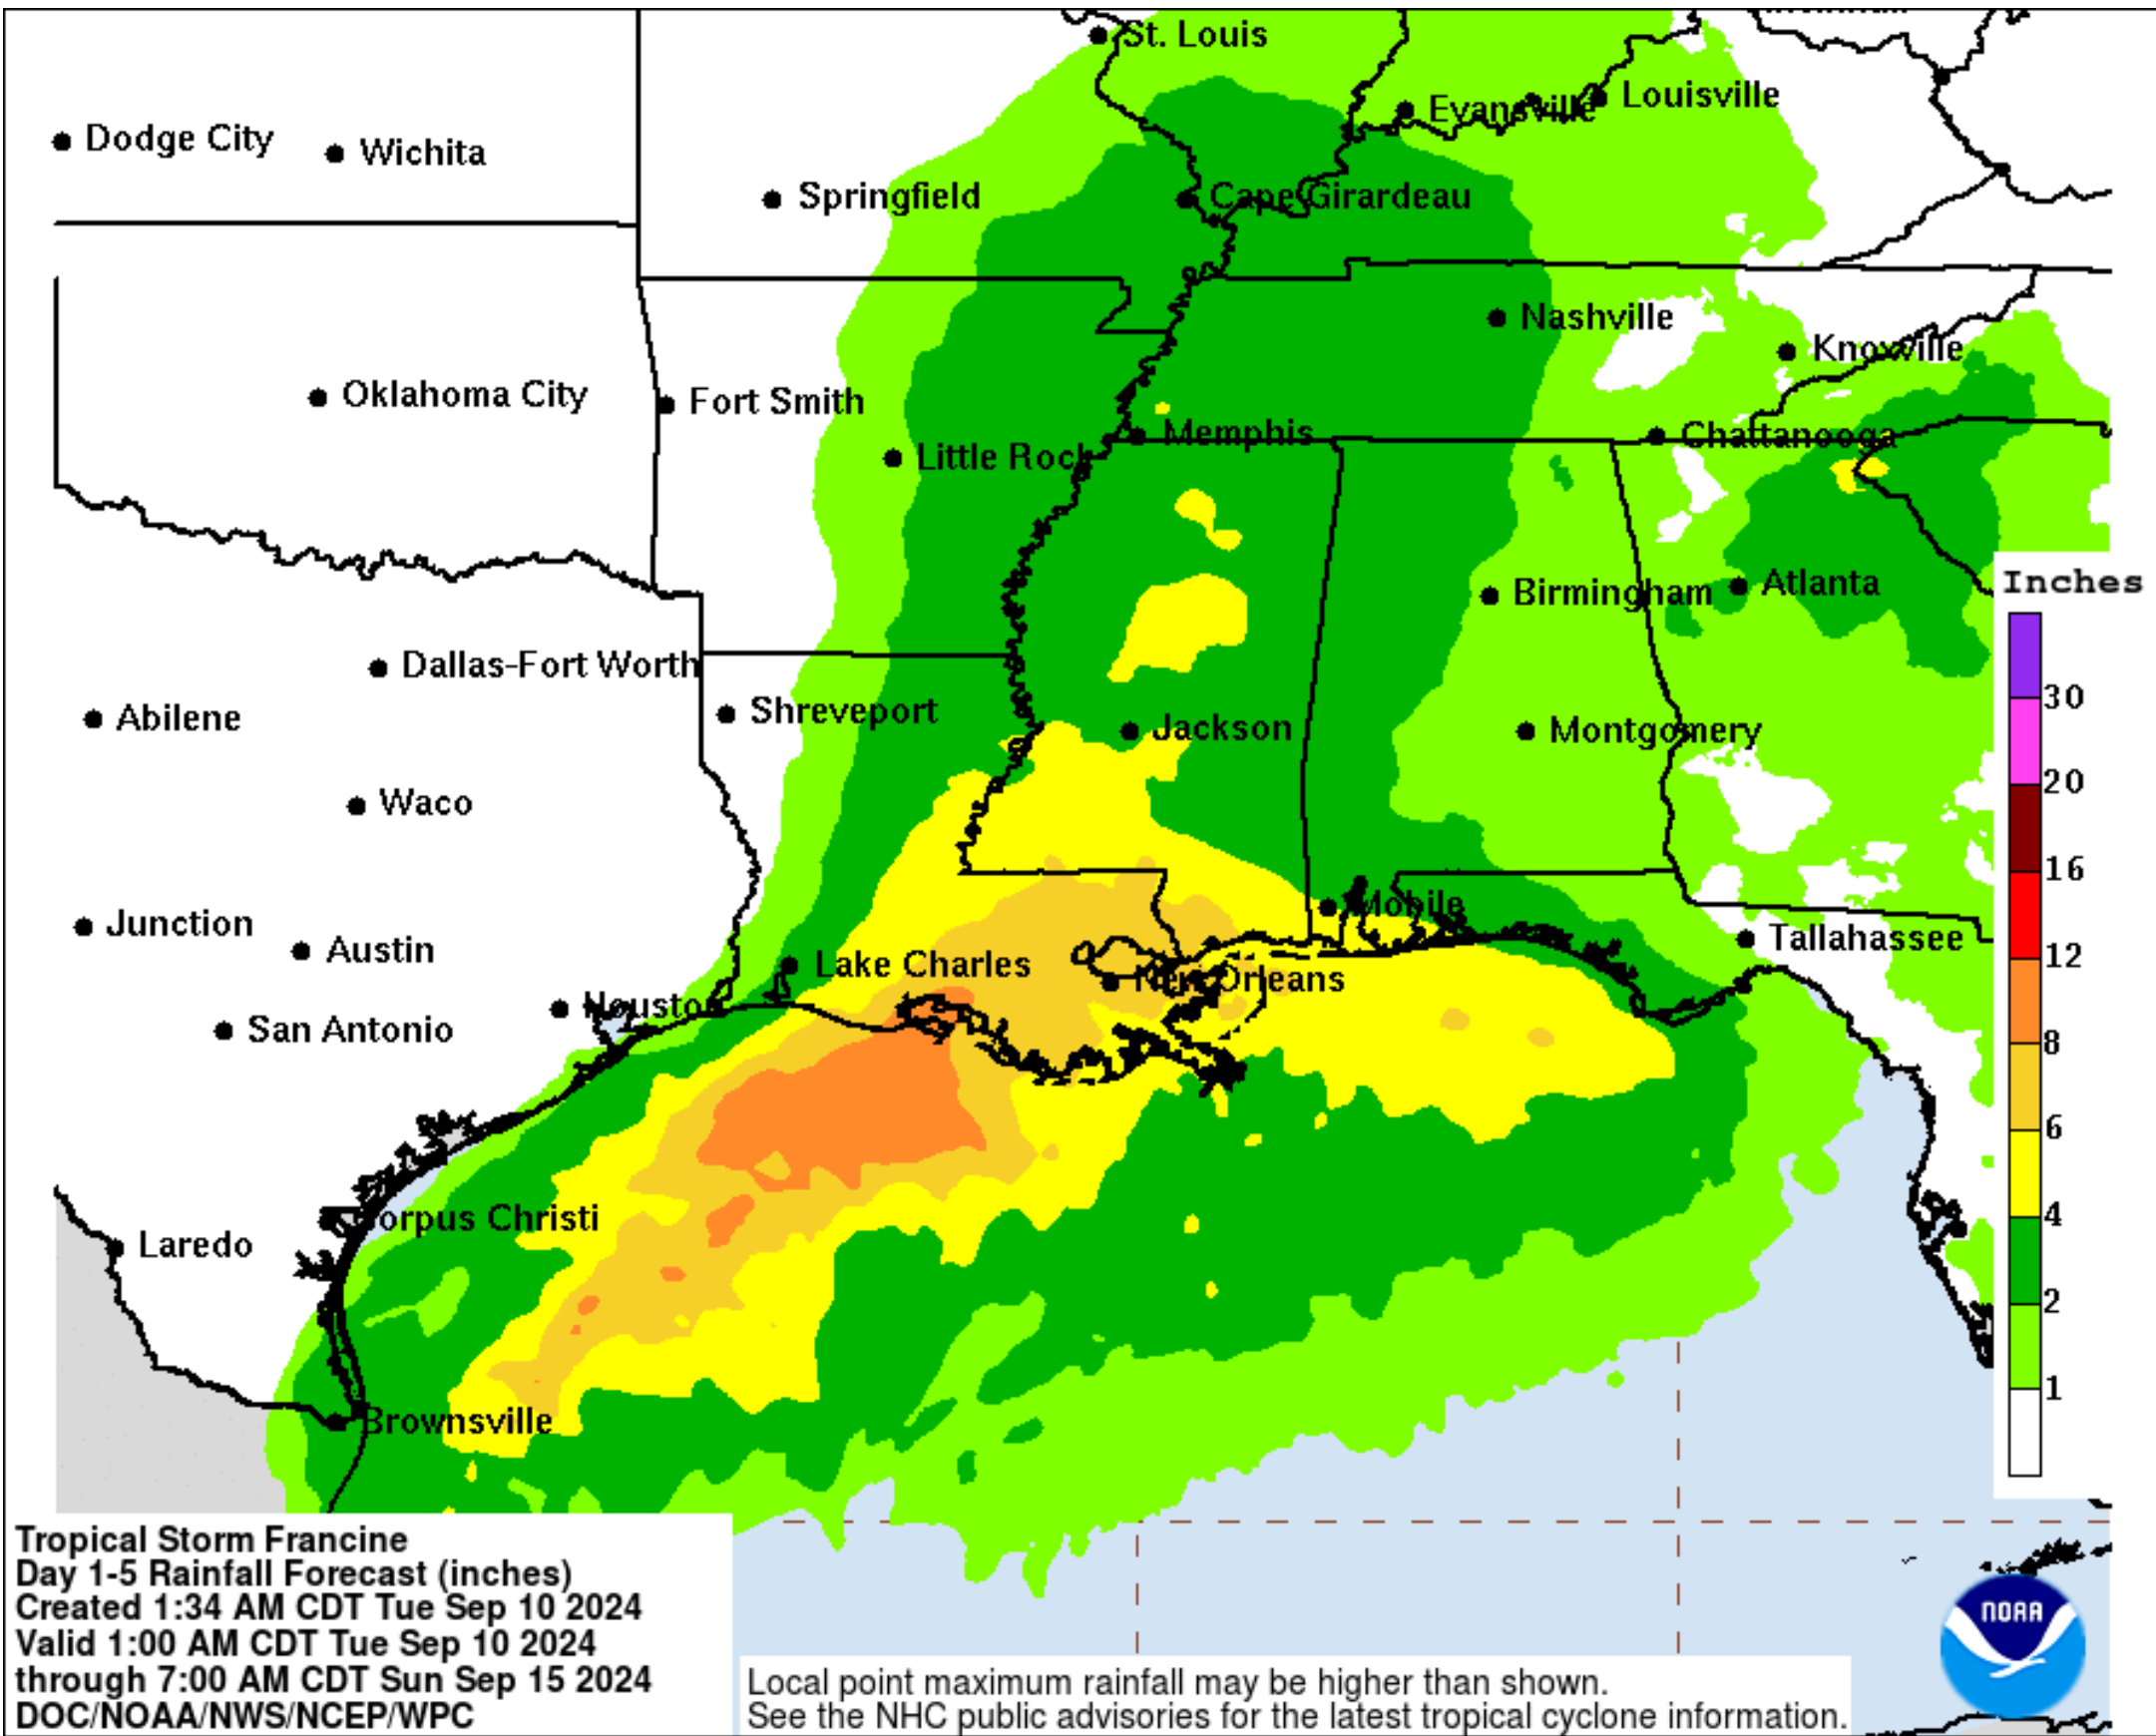 St. Louis
Evansville
Louisville
Dodge City
Wichita
Springfield
Cape Girardeau
Nashville
Knoxville
Oklahoma City
Fort Smith
Little Rock
Memphis
Chattanooga
Birmingham
Atlanta
Inches
Dallas-Fort Worth
Abilene
Shreveport
Jackson
Montgomery
30
20
Waco
16
Junction
Austin
Lake Charles
Mobile
Tallahassee
12
Houston
New Orleans
San Antonio
8
6
Corpus Christi
4
Laredo
2
1
Brownsville
Tropical Storm Francine
Day 1-5 Rainfall Forecast (inches)
Created 1:34 AM CDT Tue Sep 10 2024
Valid 1:00 AM CDT Tue Sep 10 2024
through 7:00 AM CDT Sun Sep 15 2024
DOC/NOAA/NWS/NCEP/WPC
Local point maximum rainfall may be higher than shown.
See the NHC public advisories for the latest tropical cyclone information.
NOAA